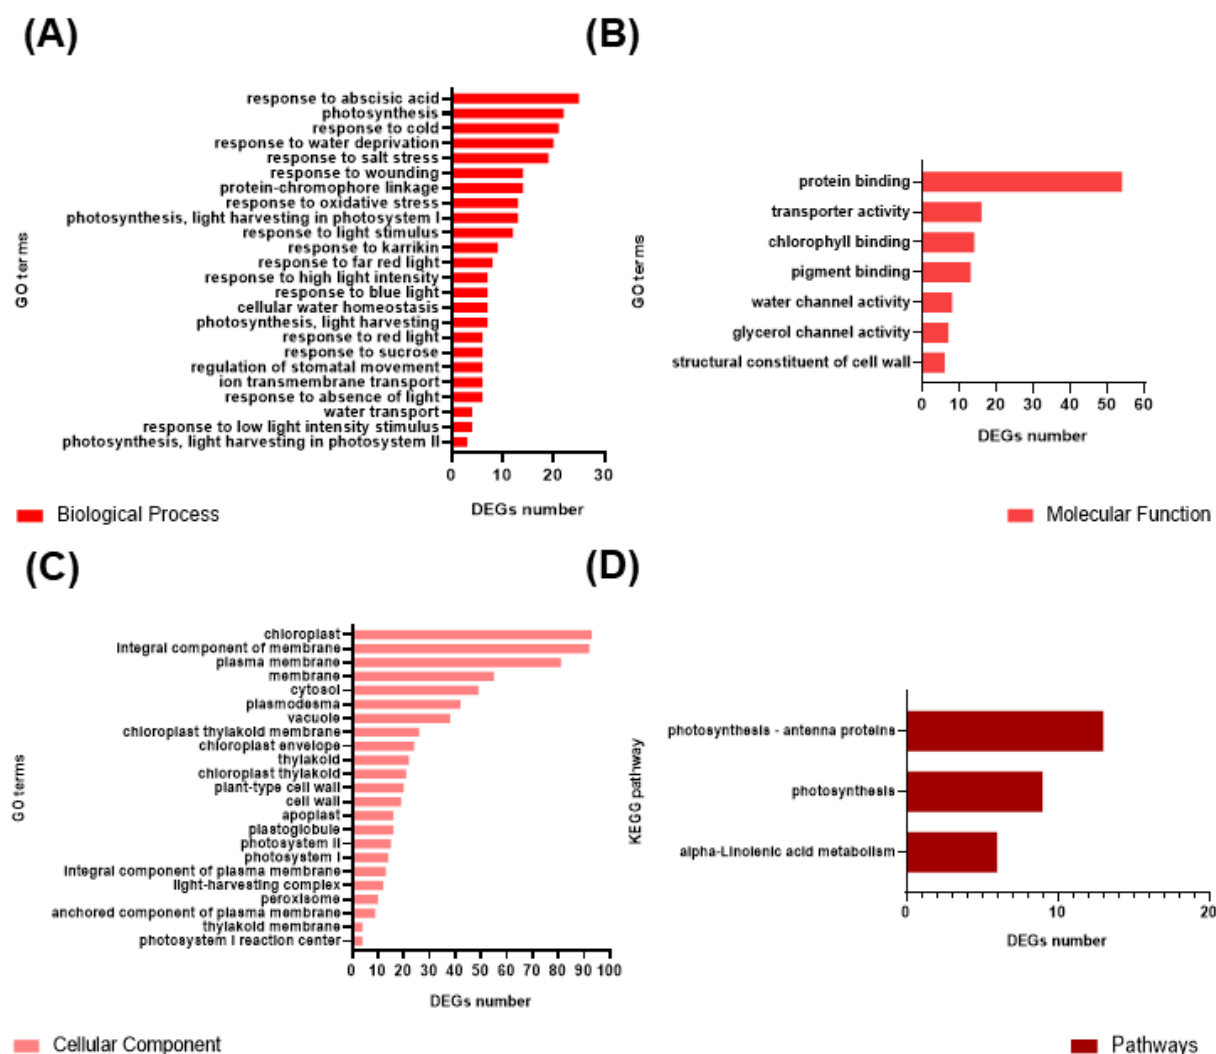 (A)
response to abscisic acid
photosynthesis
response to cold
response to water deprivation
response to salt stress
response to wounding
protein-chromophore linkage
response to oxidative stress
photosynthesis, light harvesting in photosystem I
response to light stimulus
response to karrikin
response to far red light
response to high light intensity
response to blue light
cellular water homeostasis
photosynthesis, light harvesting
response to red light
response to sucrose
regulation of stomatal movement
ion transmembrane transport
response to absence of light
water transport
response to low light intensity stimulus
photosynthesis, light harvesting in photosystem II
GO terms
0 10 20 30
DEGs number
Biological Process
(B)
protein binding
transporter activity
chlorophyll binding
pigment binding
water channel activity
glycerol channel activity
structural constituent of cell wall
GO terms
0 10 20 30 40 50 60
DEGs number
Molecular Function
(C)
chloroplast
integral component of membrane
plasma membrane
membrane
cytosol
plasmodesma
vacuole
chloroplast thylakoid membrane
chloroplast envelope
thylakoid
chloroplast thylakoid
plant-type cell wall
cell wall
apoplast
plastoglobule
photosystem II
photosystem I
integral component of plasma membrane
light-harvesting complex
peroxisome
anchored component of plasma membrane
thylakoid membrane
photosystem I reaction center
GO terms
0 10 20 30 40 50 60 70 80 90 100
DEGs number
Cellular Component
(D)
photosynthesis - antenna proteins
photosynthesis
alpha-Linolenic acid metabolism
KEGG pathway
0 10 20
DEGs number
Pathways